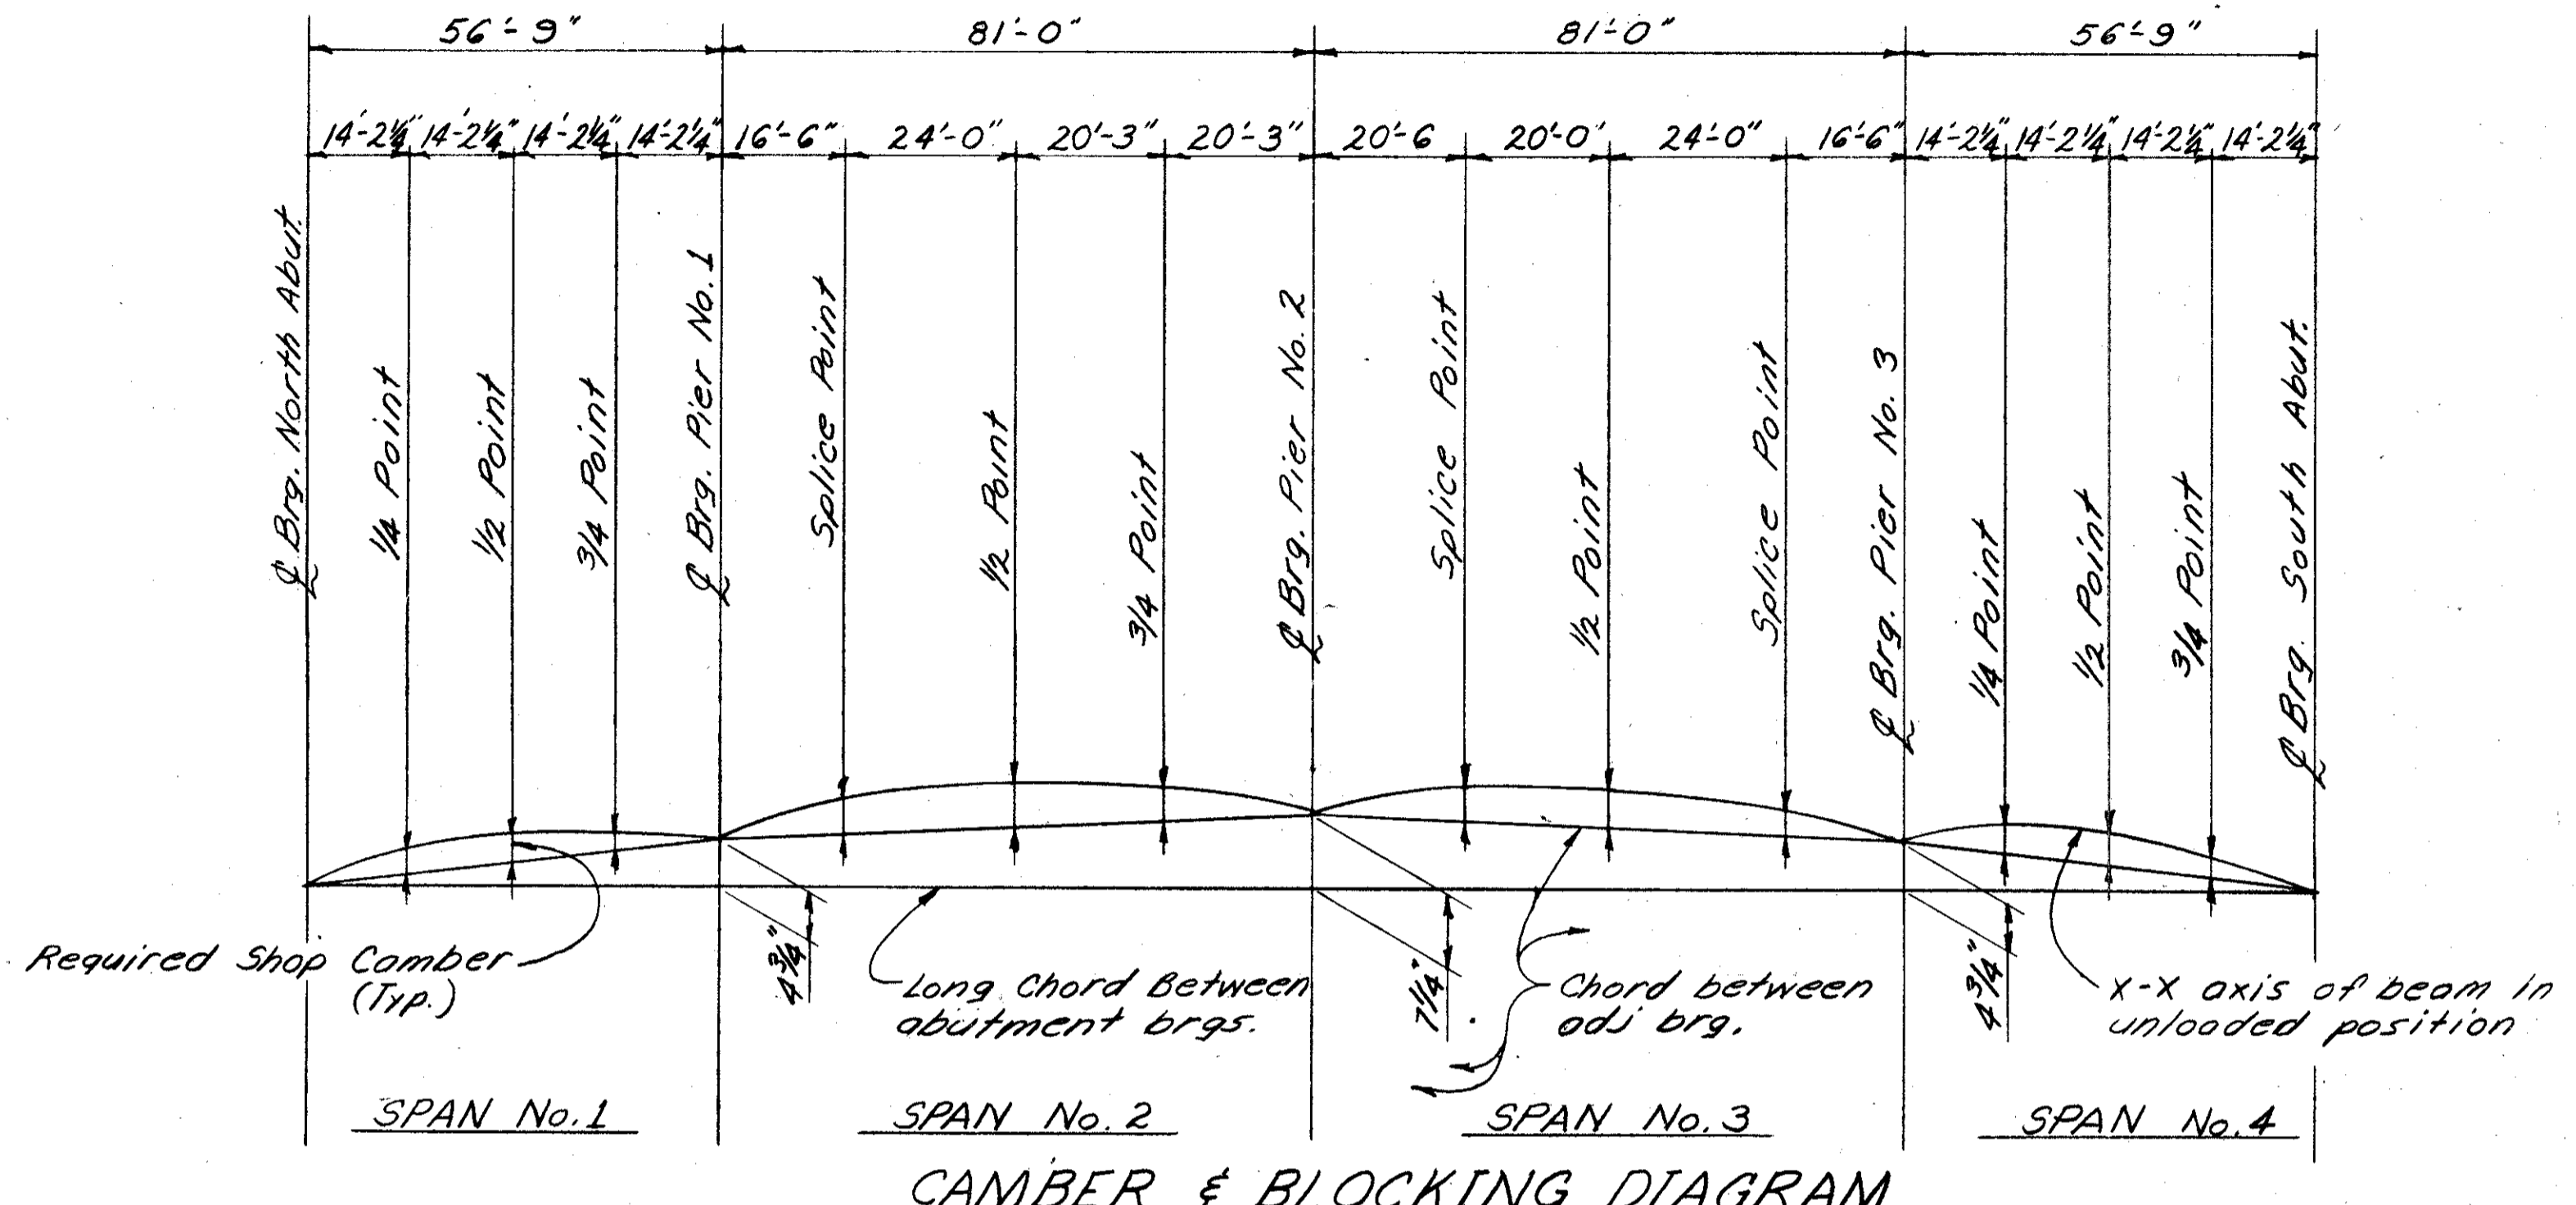 56'-9"
81'-0"
81'-0"
56'-9"
14'-2¼"
14'-2¼"
14'-2¼"
14'-2¼"
16'-6"
24'-0"
20'-3"
20'-3"
20'-6
20'-0'
24'-0"
16'-6"
14'-2¼"
14'-2¼"
14'-2¼"
14'-2¼"
℄ Brg. North Abut.
1/4 Point
1/2 Point
3/4 Point
℄ Brg. Pier No. 1
Splice Point
1/2 Point
3/4 Point
℄ Brg. Pier No. 2
Splice Point
1/2 Point
Splice Point
℄ Brg. Pier No. 3
1/4 Point
1/2 Point
3/4 Point
℄ Brg. South Abut.
Required Shop Camber
(Typ.)
4¾"
Long Chord Between
abutment brgs.
7¼"
Chord between
adj brg.
4¾"
X-X axis of beam in
unloaded position
SPAN No. 1
SPAN No. 2
SPAN No. 3
SPAN No. 4
CAMBER & BLOCKING DIAGRAM